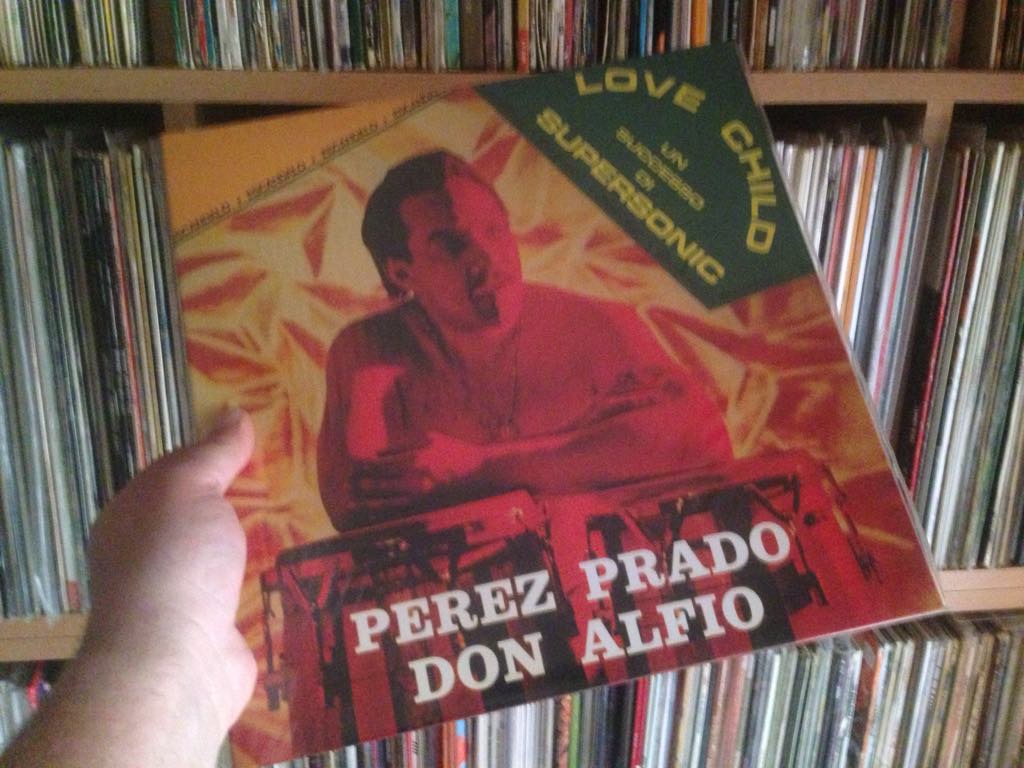 LOVE CHILD
UN
SUCCESSO
DI
SUPERSONIC
PEREZ PRADO
DON ALFIO